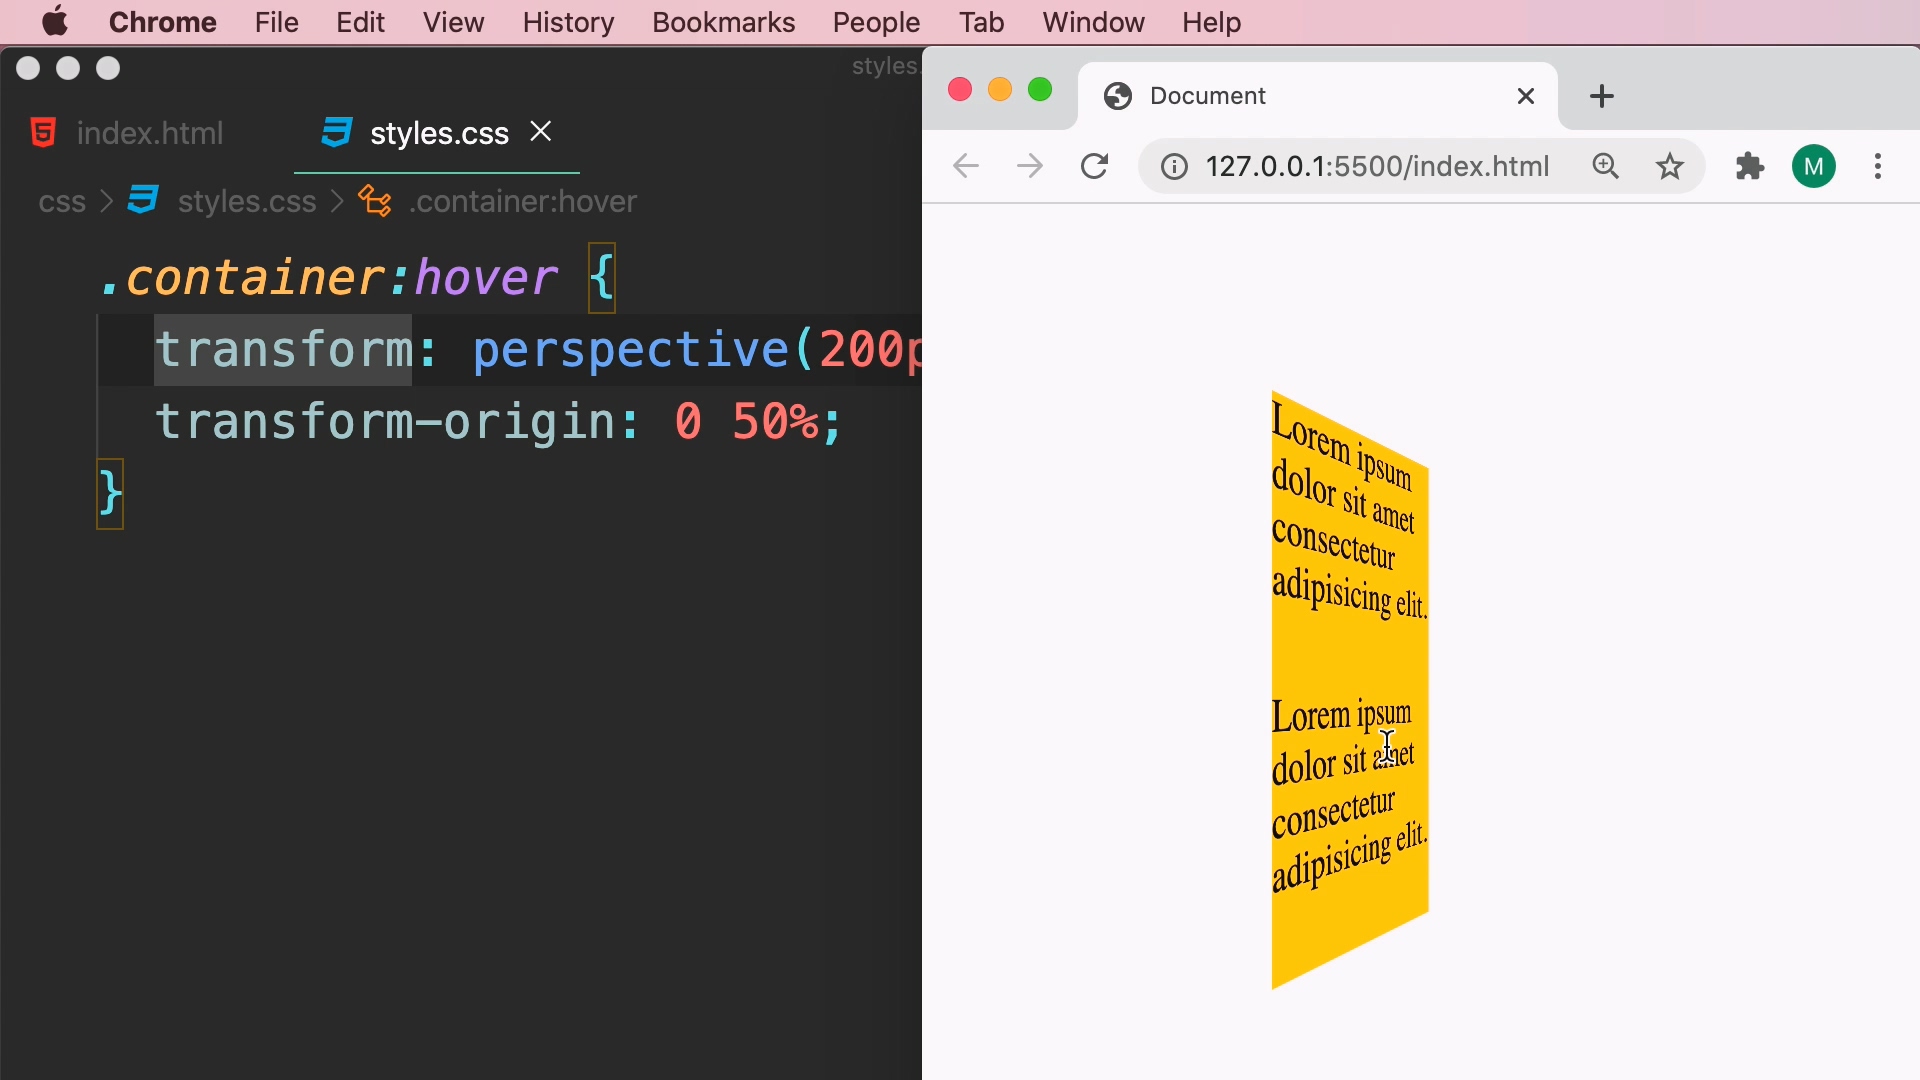 Chrome File Edit View History Bookmarks People Tab Window Help
styles.
index.html styles.css
css > styles.css > .container:hover
.container:hover {
transform: perspective(200p
transform-origin: 0 50%;
}
Document
127.0.0.1:5500/index.html
M
Lorem ipsum
dolor sit amet
consectetur
adipisicing elit.
Lorem ipsum
dolor sit amet
consectetur
adipisicing elit.